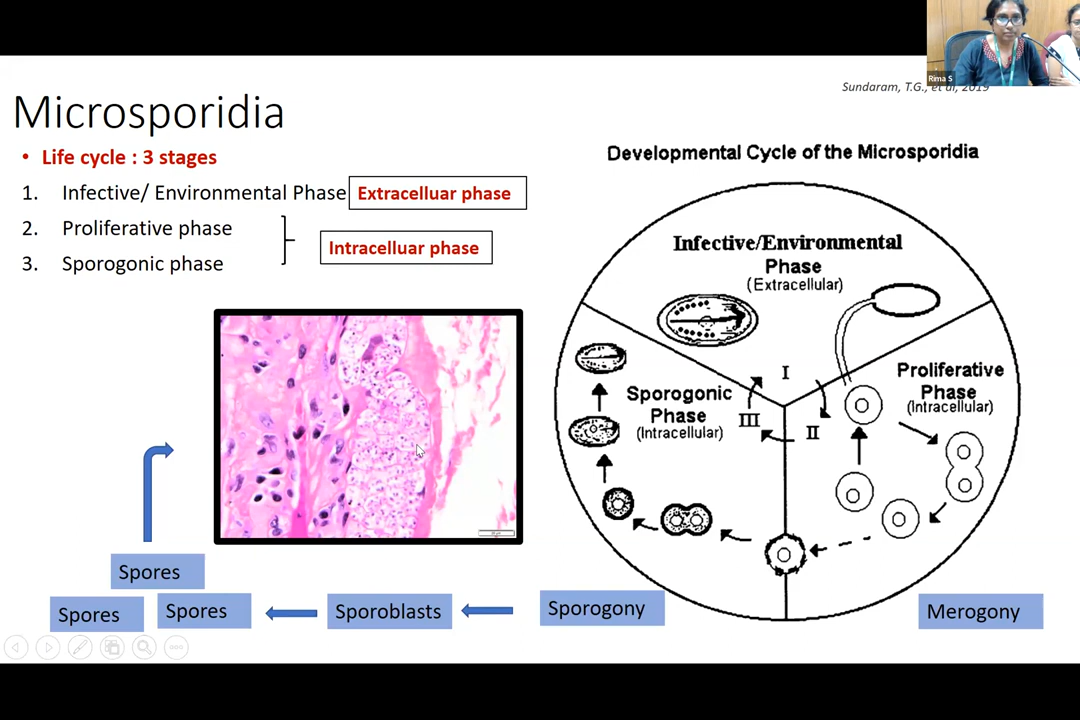 Rima S
Sundaram, T.G., et al, 2019
Microsporidia
• Life cycle : 3 stages
1. Infective/ Environmental Phase
Extracelluar phase
2. Proliferative phase
Intracelluar phase
3. Sporogonic phase
Developmental Cycle of the Microsporidia
Infective/Environmental
Phase
(Extracellular)
I
Proliferative
Phase
(Intracellular)
II
Sporogonic
Phase
(Intracellular)
III
Merogony
Sporogony
Sporoblasts
Spores
Spores
Spores